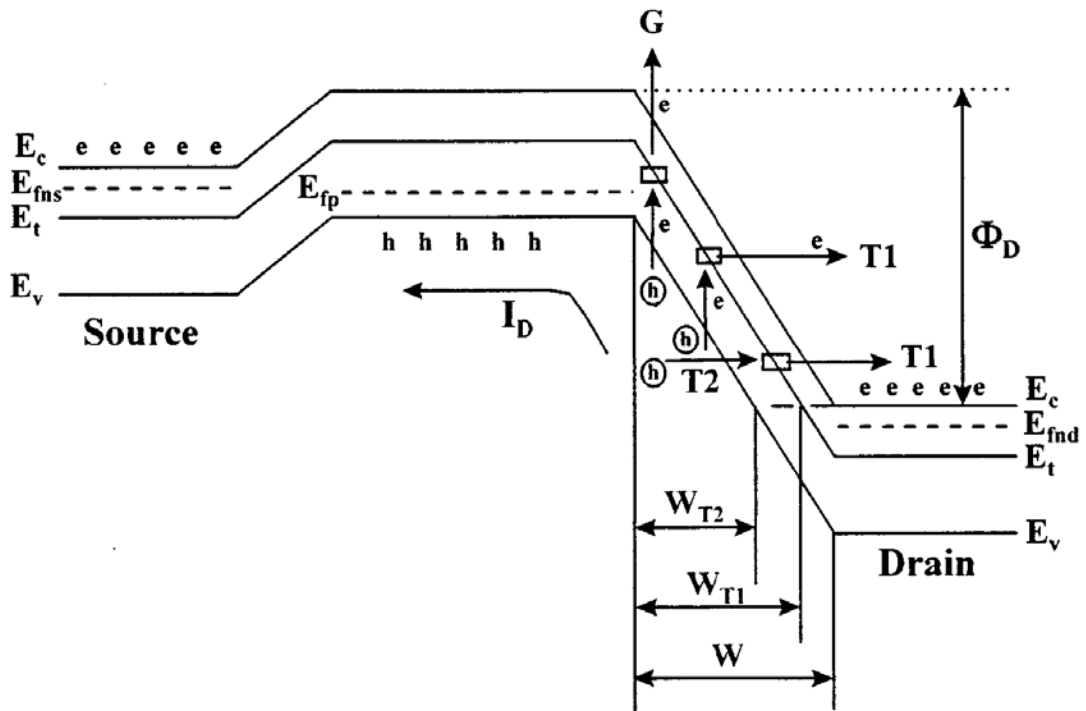 G
e
E_c e e e e e
E_fns
E_t
E_fp
e
h h h h h
h
e
e T1
Φ_D
E_v
Source
I_D
h
h
T2
T1
e e e e e E_c
E_fnd
E_t
W_T2
E_v
Drain
W_T1
W